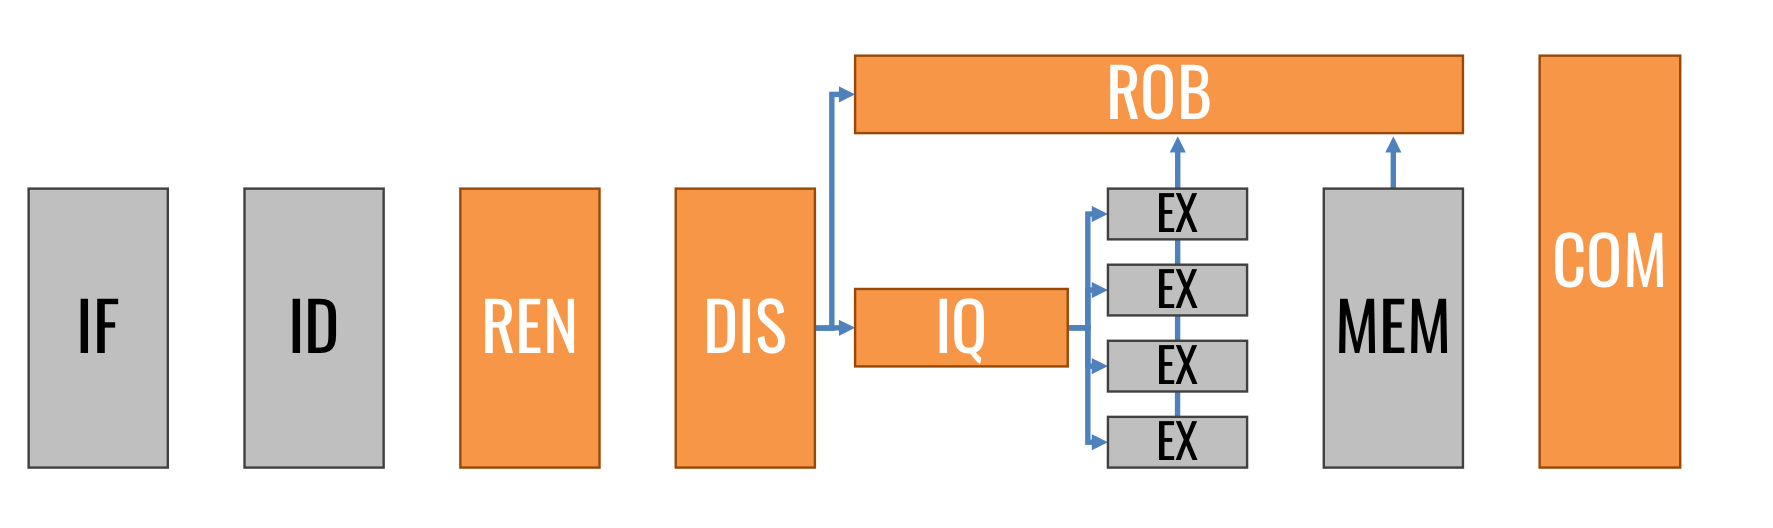 ROB
IF
ID
REN
DIS
IQ
EX
EX
EX
EX
MEM
COM